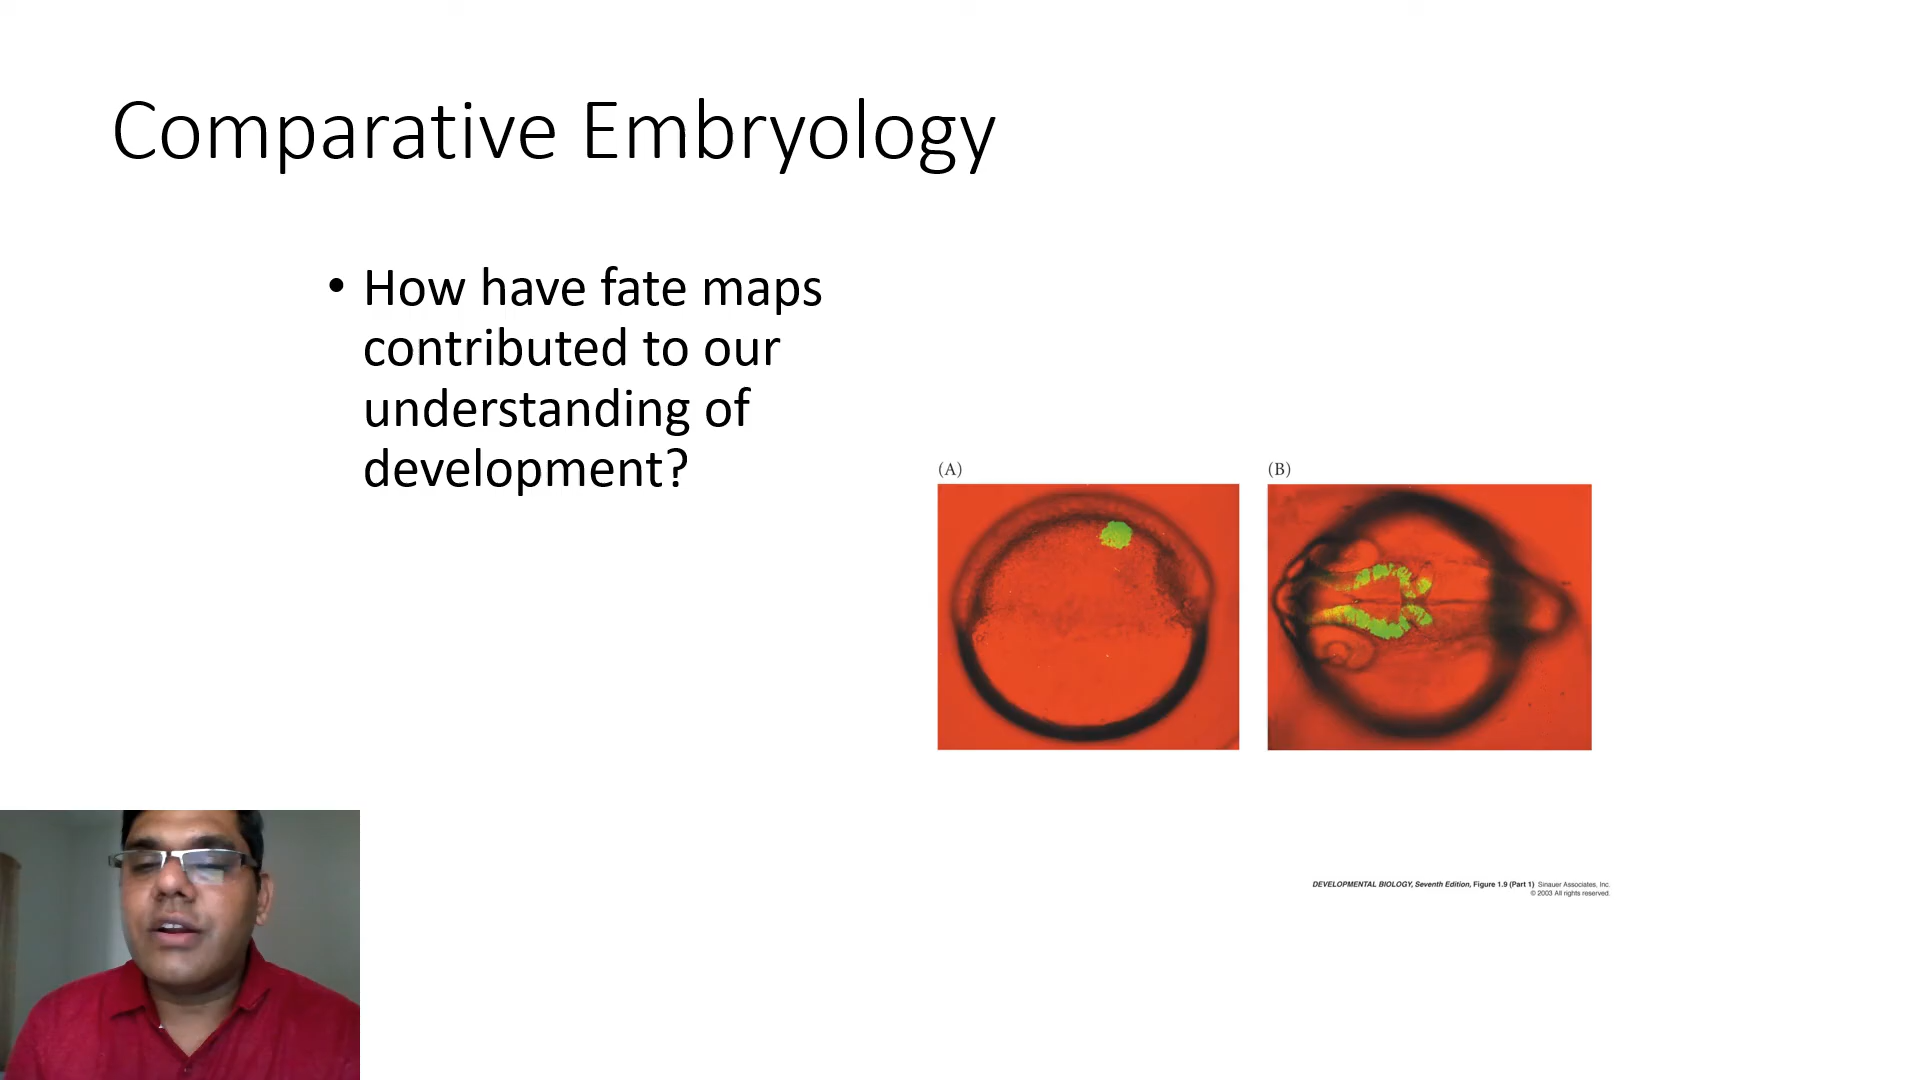 Comparative Embryology
• How have fate maps
contributed to our
understanding of
development?
(A)
(B)
DEVELOPMENTAL BIOLOGY, Seventh Edition, Figure 1.9 (Part 1) Sinauer Associates, Inc.
© 2003 All rights reserved.